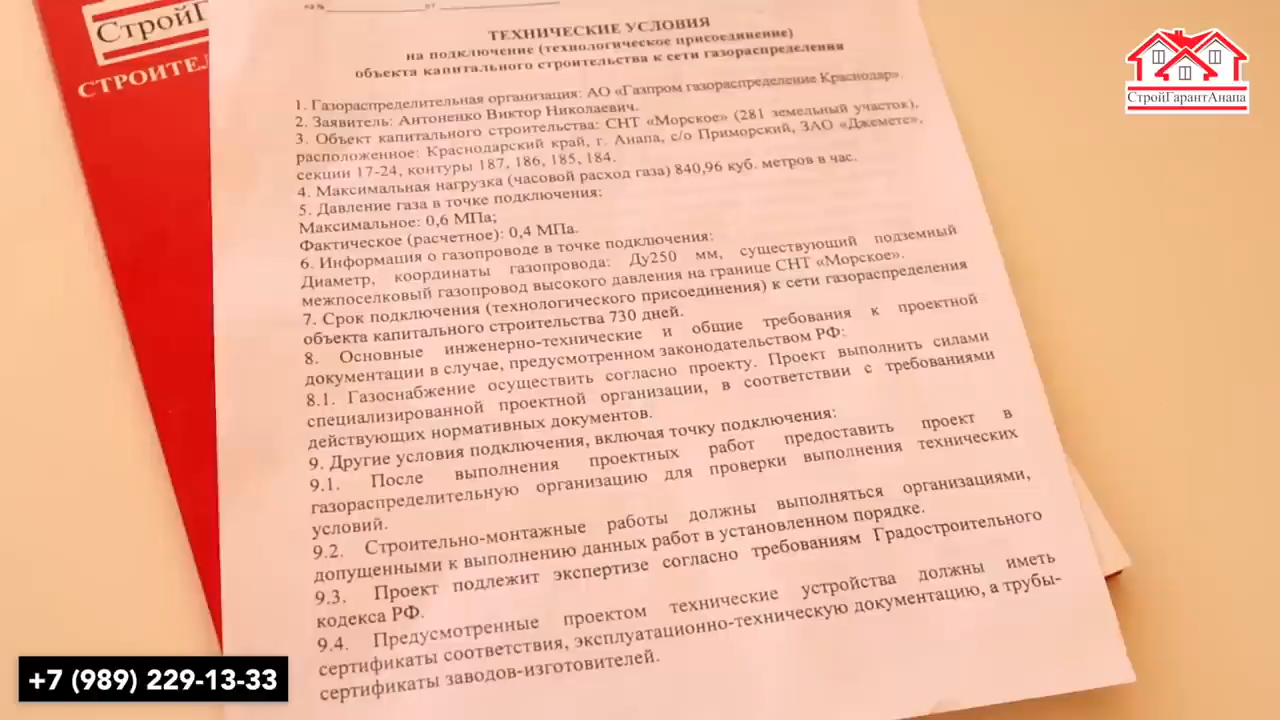 СтройГ
СТРОИТЕЛ
на № от
ТЕХНИЧЕСКИЕ УСЛОВИЯ
на подключение (технологическое присоединение)
объекта капитального строительства к сети газораспределения
1. Газораспределительная организация: АО «Газпром газораспределение Краснодар».
2. Заявитель: Антоненко Виктор Николаевич.
3. Объект капитального строительства: СНТ «Морское» (281 земельный участок),
расположенное: Краснодарский край, г. Анапа, с/о Приморский, ЗАО «Джемете»,
секции 17-24, контуры 187, 186, 185, 184.
4. Максимальная нагрузка (часовой расход газа) 840,96 куб. метров в час.
5. Давление газа в точке подключения:
Максимальное: 0,6 МПа;
Фактическое (расчетное): 0,4 МПа.
6. Информация о газопроводе в точке подключения:
Диаметр, координаты газопровода: Ду250 мм, существующий подземный
межпоселковый газопровод высокого давления на границе СНТ «Морское».
7. Срок подключения (технологического присоединения) к сети газораспределения
объекта капитального строительства 730 дней.
8. Основные инженерно-технические и общие требования к проектной
документации в случае, предусмотренном законодательством РФ:
8.1. Газоснабжение осуществить согласно проекту. Проект выполнить силами
специализированной проектной организации, в соответствии с требованиями
действующих нормативных документов.
9. Другие условия подключения, включая точку подключения:
9.1. После выполнения проектных работ предоставить проект в
газораспределительную организацию для проверки выполнения технических
условий.
9.2. Строительно-монтажные работы должны выполняться организациями,
допущенными к выполнению данных работ в установленном порядке.
9.3. Проект подлежит экспертизе согласно требованиям Градостроительного
кодекса РФ.
9.4. Предусмотренные проектом технические устройства должны иметь
сертификаты соответствия, эксплуатационно-техническую документацию, а трубы-
сертификаты заводов-изготовителей.
СтройГарантАнапа
+7 (989) 229-13-33